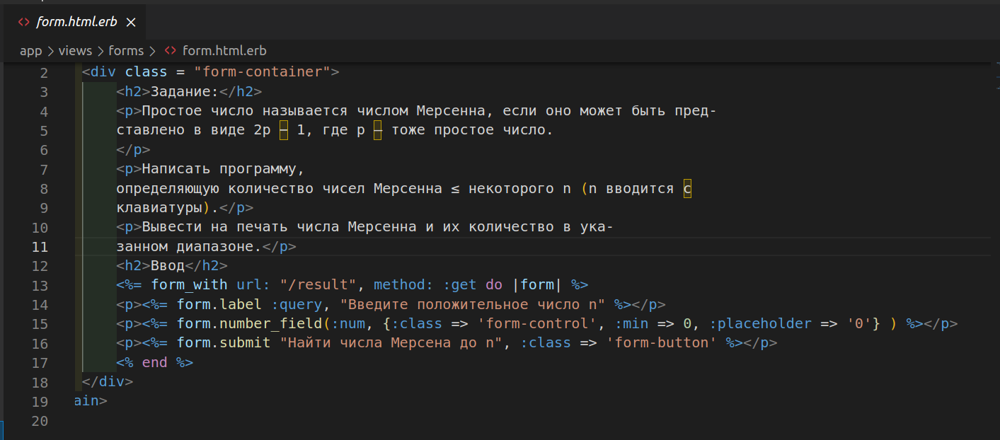 form.html.erb
app > views > forms > form.html.erb
2 <div class = "form-container">
3 <h2>Задание:</h2>
4 <p>Простое число называется числом Мерсенна, если оно может быть пред-
5 ставлено в виде 2p – 1, где p – тоже простое число.
6 </p>
7 <p>Написать программу,
8 определяющую количество чисел Мерсенна ≤ некоторого n (n вводится с
9 клавиатуры).</p>
10 <p>Вывести на печать числа Мерсенна и их количество в ука-
11 занном диапазоне.</p>
12 <h2>Ввод</h2>
13 <%= form_with url: "/result", method: :get do |form| %>
14 <p><%= form.label :query, "Введите положительное число n" %></p>
15 <p><%= form.number_field(:num, {:class => 'form-control', :min => 0, :placeholder => '0'} ) %></p>
16 <p><%= form.submit "Найти числа Мерсена до n", :class => 'form-button' %></p>
17 <% end %>
18 </div>
19 ain>
20